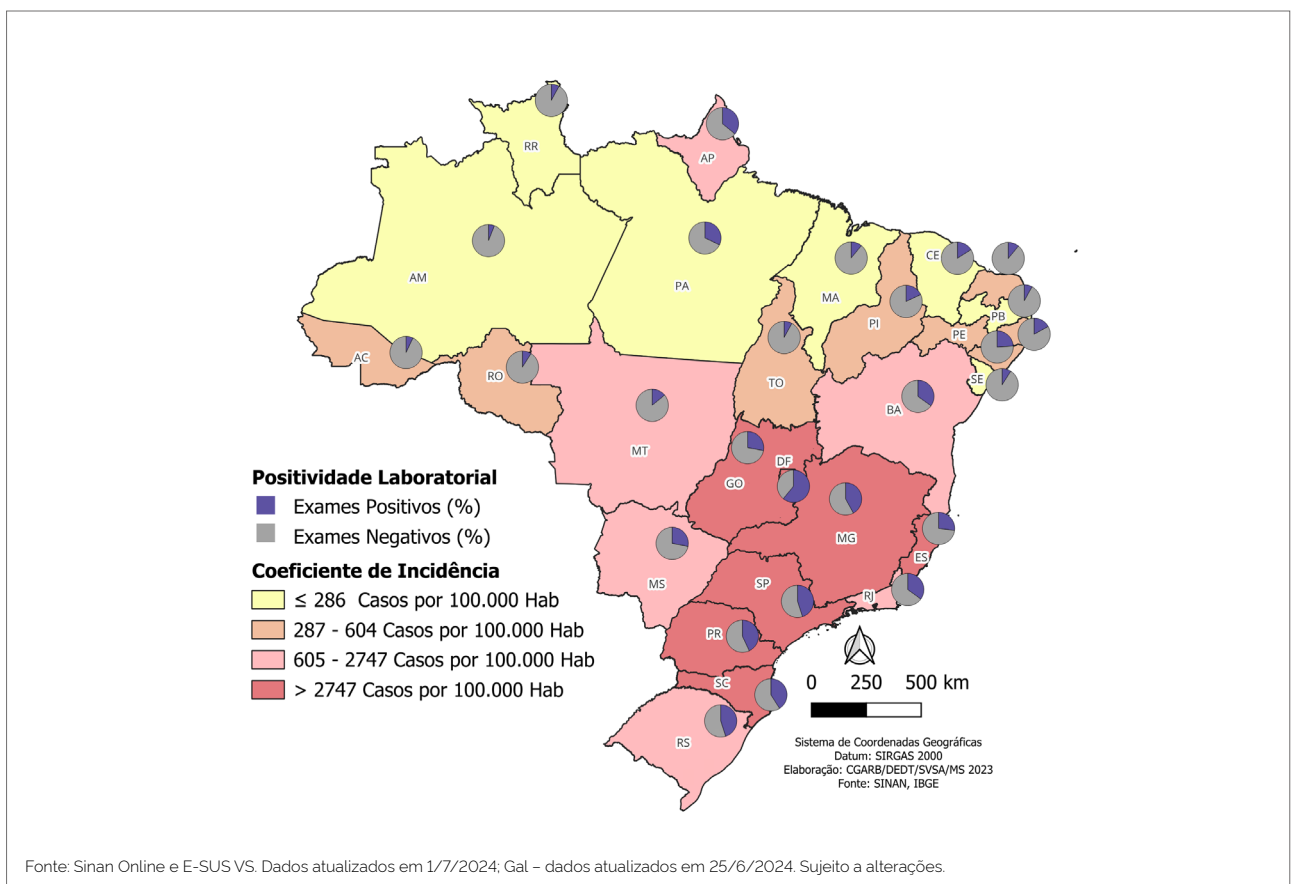 RR
AP
AM
PA
MA
CE
PI
PB
PE
AC
RO
TO
SE
BA
MT
DF
GO
MG
ES
MS
SP
RJ
PR
SC
RS
Positividade Laboratorial
Exames Positivos (%)
Exames Negativos (%)
Coeficiente de Incidência
≤ 286 Casos por 100.000 Hab
287 - 604 Casos por 100.000 Hab
605 - 2747 Casos por 100.000 Hab
> 2747 Casos por 100.000 Hab
0 250 500 km
Sistema de Coordenadas Geográficas
Datum: SIRGAS 2000
Elaboração: CGARB/DEDT/SVSA/MS 2023
Fonte: SINAN, IBGE
Fonte: Sinan Online e E-SUS VS. Dados atualizados em 1/7/2024; Gal – dados atualizados em 25/6/2024. Sujeito a alterações.